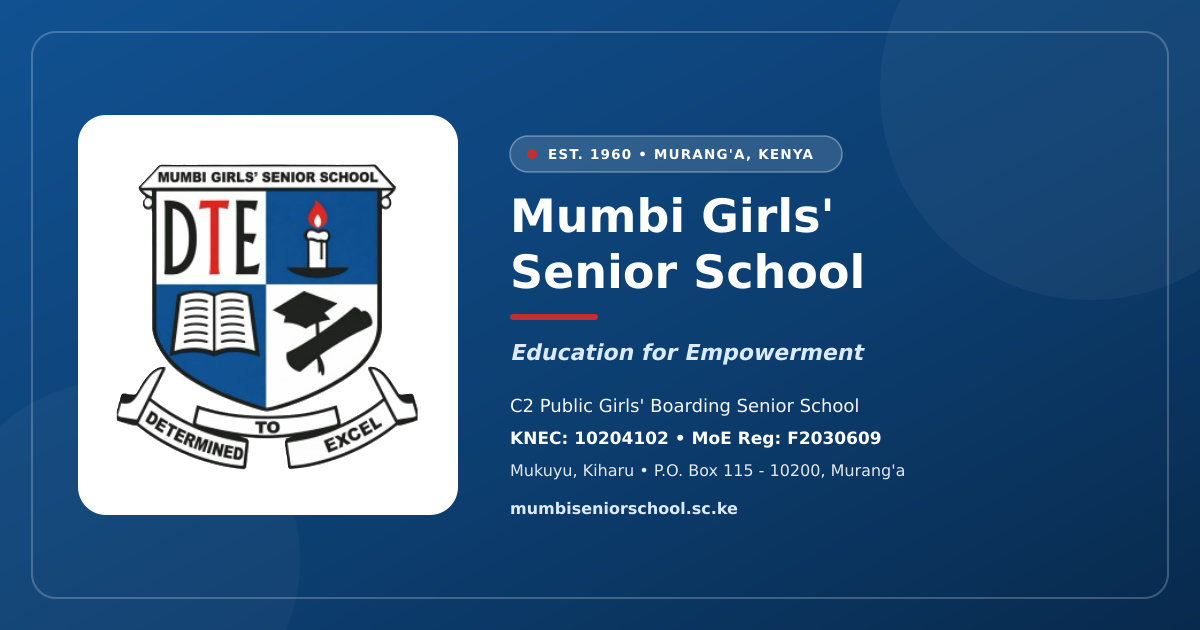 MUMBI GIRLS’ SENIOR SCHOOL
DTE
DETERMINED
TO
EXCEL
EST. 1960 • MURANG'A, KENYA
Mumbi Girls'
Senior School
Education for Empowerment
C2 Public Girls' Boarding Senior School
KNEC: 10204102 • MoE Reg: F2030609
Mukuyu, Kiharu • P.O. Box 115 - 10200, Murang'a
mumbiseniorschool.sc.ke